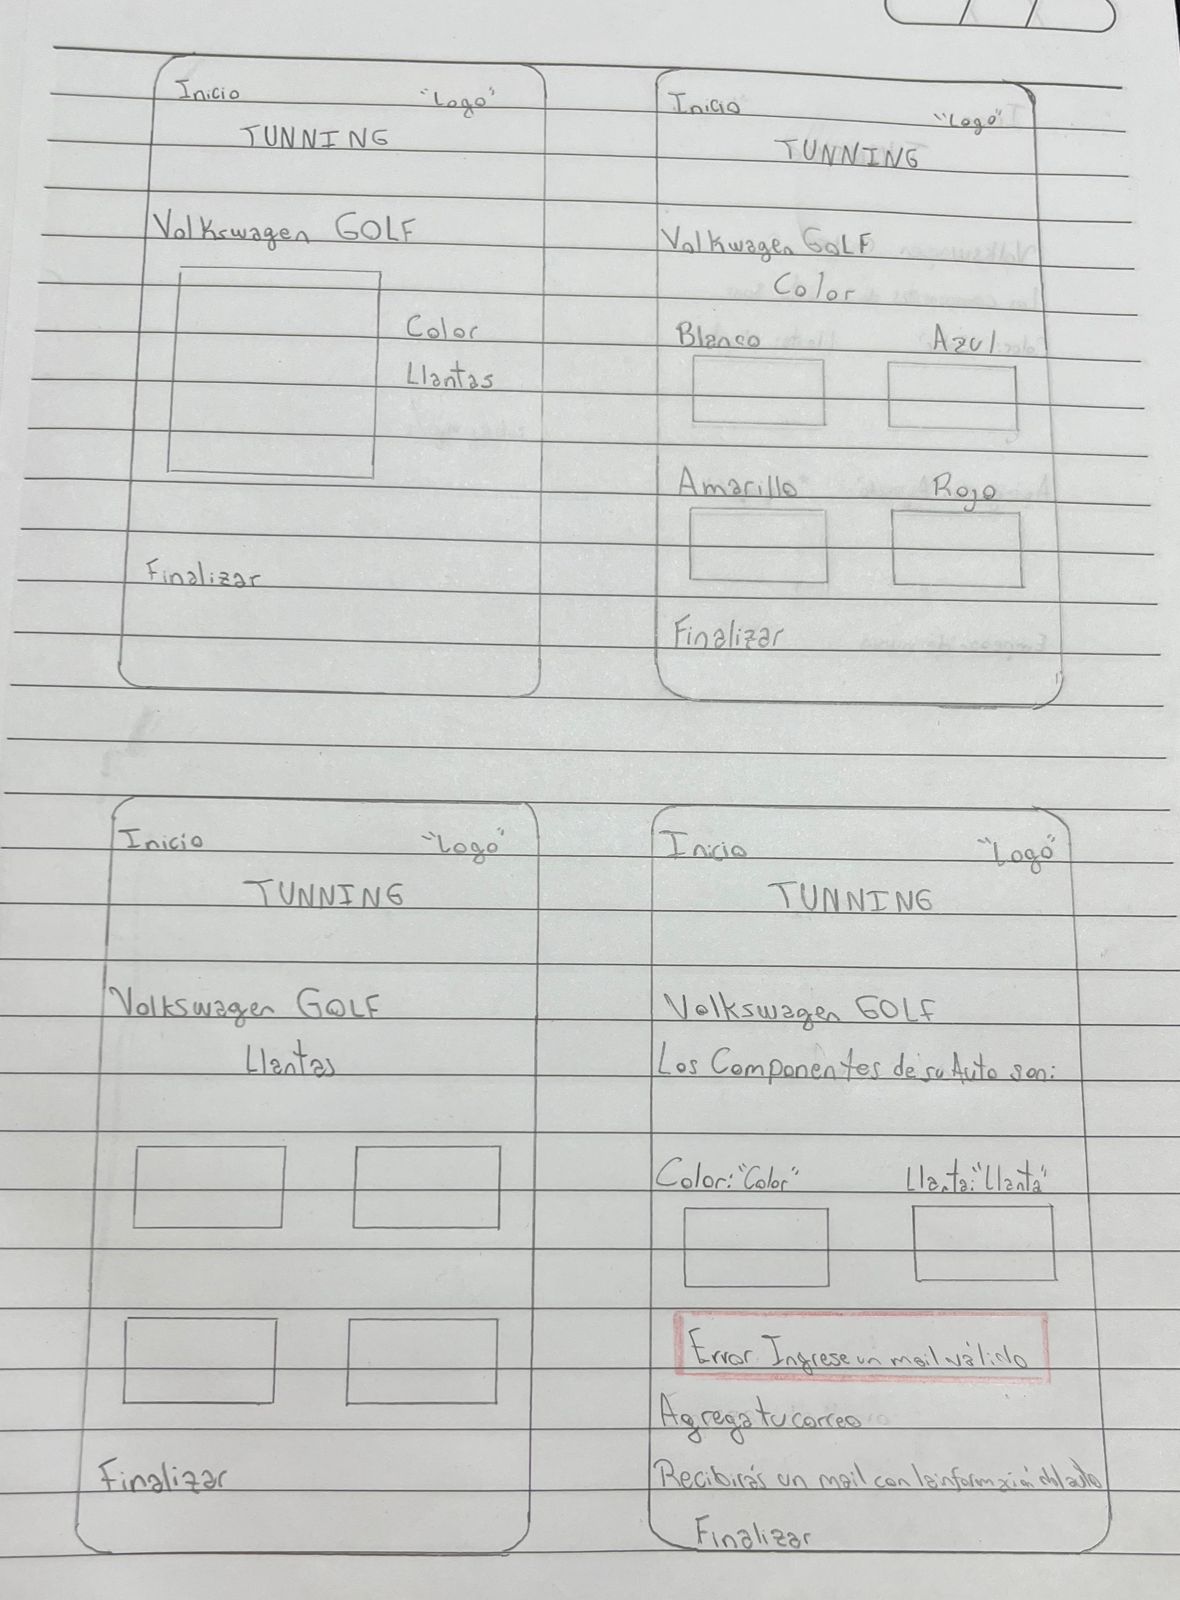 Inicio "Logo"
TUNNING
Volkswagen GOLF
Color
Llantas
Finalizar
Inicio "Logo"
TUNNING
Volkwagen GOLF
Color
Blanco Azul
Amarillo Rojo
Finalizar
Inicio "Logo"
TUNNING
Volkswagen GOLF
Llantas
Finalizar
Inicio "Logo"
TUNNING
Volkswagen GOLF
Los Componentes de su Auto son:
Color: "Color" Llanta: "Llanta"
Error. Ingrese un mail válido
Agrega tu correo
Recibirás un mail con la información del auto
Finalizar